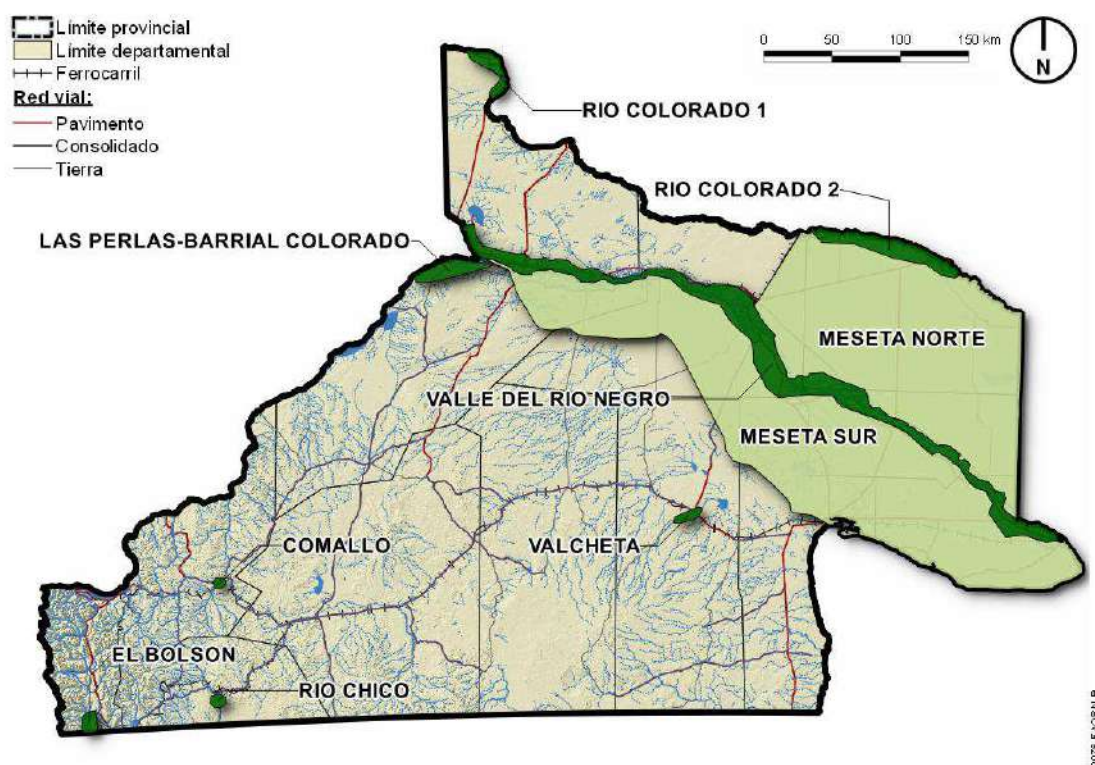 Límite provincial
Límite departamental
Ferrocarril
Red vial:
Pavimento
Consolidado
Tierra
0 50 100 150 km
N
RIO COLORADO 1
RIO COLORADO 2
LAS PERLAS-BARRIAL COLORADO
MESETA NORTE
VALLE DEL RIO NEGRO
MESETA SUR
COMALLO
VALCHETA
EL BOLSON
RIO CHICO